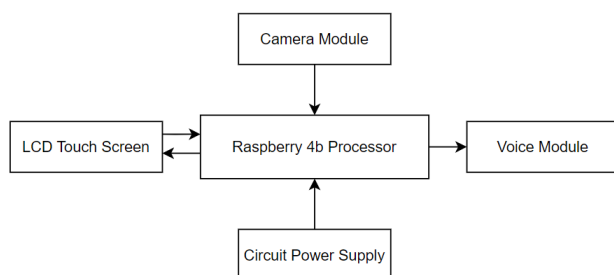 Camera Module
LCD Touch Screen
Raspberry 4b Processor
Voice Module
Circuit Power Supply